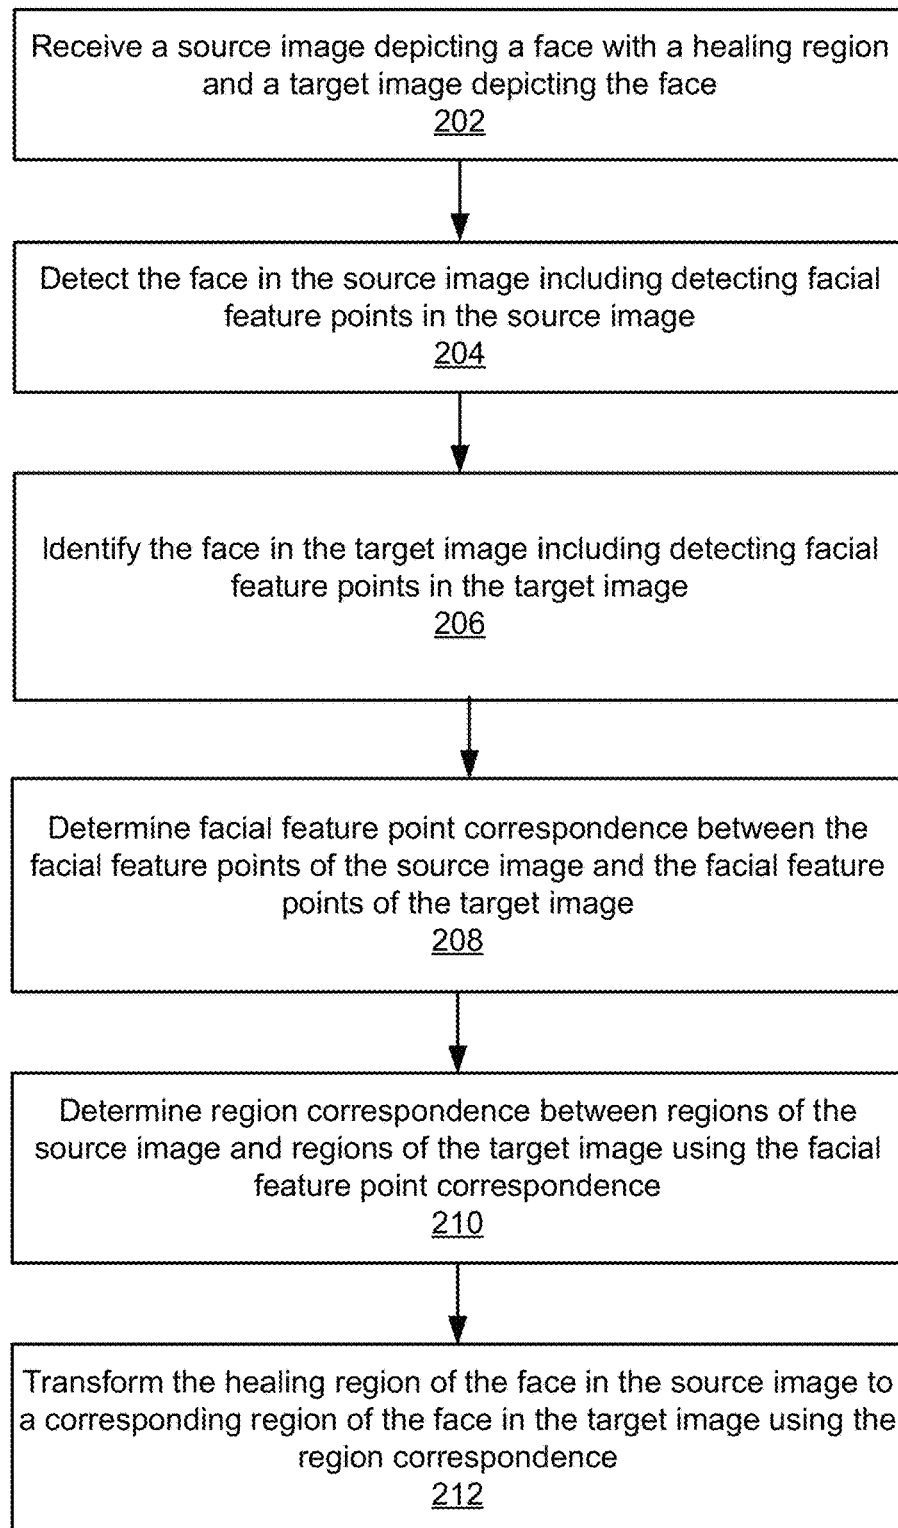 Receive a source image depicting a face with a healing region
and a target image depicting the face
202
Detect the face in the source image including detecting facial
feature points in the source image
204
Identify the face in the target image including detecting facial
feature points in the target image
206
Determine facial feature point correspondence between the
facial feature points of the source image and the facial feature
points of the target image
208
Determine region correspondence between regions of the
source image and regions of the target image using the facial
feature point correspondence
210
Transform the healing region of the face in the source image to
a corresponding region of the face in the target image using the
region correspondence
212